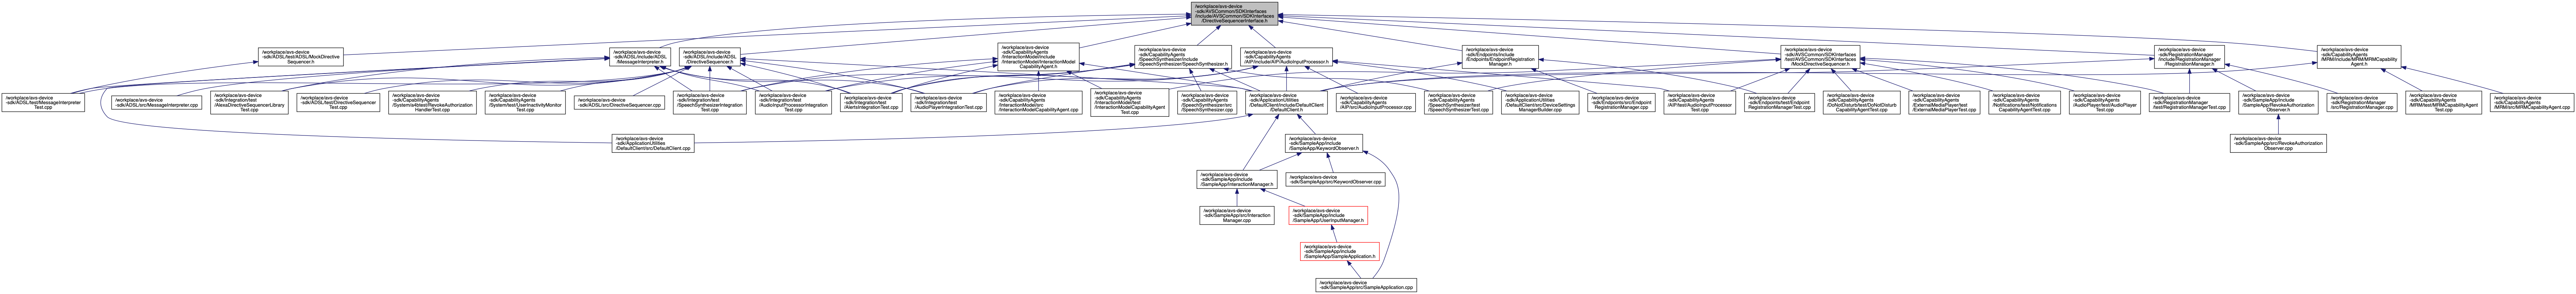 /workplace/avs-device
-sdk/AVSCommon/SDKInterfaces
/include/AVSCommon/SDKInterfaces
/DirectiveSequencerInterface.h
/workplace/avs-device
-sdk/ADSL/test/ADSL/MockDirective
Sequencer.h
/workplace/avs-device
-sdk/ADSL/include/ADSL
/MessageInterpreter.h
/workplace/avs-device
-sdk/ADSL/include/ADSL
/DirectiveSequencer.h
/workplace/avs-device
-sdk/CapabilityAgents
/InteractionModel/include
/InteractionModel/InteractionModel
CapabilityAgent.h
/workplace/avs-device
-sdk/CapabilityAgents
/SpeechSynthesizer/include
/SpeechSynthesizer/SpeechSynthesizer.h
/workplace/avs-device
-sdk/CapabilityAgents
/AIP/include/AIP/AudioInputProcessor.h
/workplace/avs-device
-sdk/Endpoints/include
/Endpoints/EndpointRegistration
Manager.h
/workplace/avs-device
-sdk/AVSCommon/SDKInterfaces
/test/AVSCommon/SDKInterfaces
/MockDirectiveSequencer.h
/workplace/avs-device
-sdk/RegistrationManager
/include/RegistrationManager
/RegistrationManager.h
/workplace/avs-device
-sdk/CapabilityAgents
/MRM/include/MRM/MRMCapability
Agent.h
/workplace/avs-device
-sdk/ADSL/test/MessageInterpreter
Test.cpp
/workplace/avs-device
-sdk/ADSL/src/MessageInterpreter.cpp
/workplace/avs-device
-sdk/Integration/test
/AlexaDirectiveSequencerLibrary
Test.cpp
/workplace/avs-device
-sdk/ADSL/test/DirectiveSequencer
Test.cpp
/workplace/avs-device
-sdk/CapabilityAgents
/System/test/RevokeAuthorization
HandlerTest.cpp
/workplace/avs-device
-sdk/CapabilityAgents
/System/test/UserInactivityMonitor
Test.cpp
/workplace/avs-device
-sdk/ADSL/src/DirectiveSequencer.cpp
/workplace/avs-device
-sdk/Integration/test
/SpeechSynthesizerIntegration
Test.cpp
/workplace/avs-device
-sdk/Integration/test
/AudioInputProcessorIntegration
Test.cpp
/workplace/avs-device
-sdk/Integration/test
/AlertsIntegrationTest.cpp
/workplace/avs-device
-sdk/Integration/test
/AudioPlayerIntegrationTest.cpp
/workplace/avs-device
-sdk/CapabilityAgents
/InteractionModel/src
/InteractionModelCapabilityAgent.cpp
/workplace/avs-device
-sdk/CapabilityAgents
/InteractionModel/test
/InteractionModelCapabilityAgent
Test.cpp
/workplace/avs-device
-sdk/CapabilityAgents
/SpeechSynthesizer/src
/SpeechSynthesizer.cpp
/workplace/avs-device
-sdk/ApplicationUtilities
/DefaultClient/include/DefaultClient
/DefaultClient.h
/workplace/avs-device
-sdk/CapabilityAgents
/AIP/src/AudioInputProcessor.cpp
/workplace/avs-device
-sdk/CapabilityAgents
/SpeechSynthesizer/test
/SpeechSynthesizerTest.cpp
/workplace/avs-device
-sdk/ApplicationUtilities
/DefaultClient/src/DeviceSettings
ManagerBuilder.cpp
/workplace/avs-device
-sdk/Endpoints/src/Endpoint
RegistrationManager.cpp
/workplace/avs-device
-sdk/CapabilityAgents
/AIP/test/AudioInputProcessor
Test.cpp
/workplace/avs-device
-sdk/Endpoints/test/Endpoint
RegistrationManagerTest.cpp
/workplace/avs-device
-sdk/CapabilityAgents
/DoNotDisturb/test/DoNotDisturb
CapabilityAgentTest.cpp
/workplace/avs-device
-sdk/CapabilityAgents
/ExternalMediaPlayer/test
/ExternalMediaPlayerTest.cpp
/workplace/avs-device
-sdk/CapabilityAgents
/Notifications/test/Notifications
CapabilityAgentTest.cpp
/workplace/avs-device
-sdk/CapabilityAgents
/AudioPlayer/test/AudioPlayer
Test.cpp
/workplace/avs-device
-sdk/RegistrationManager
/test/RegistrationManagerTest.cpp
/workplace/avs-device
-sdk/SampleApp/include
/SampleApp/RevokeAuthorization
Observer.h
/workplace/avs-device
-sdk/RegistrationManager
/src/RegistrationManager.cpp
/workplace/avs-device
-sdk/CapabilityAgents
/MRM/test/MRMCapabilityAgent
Test.cpp
/workplace/avs-device
-sdk/CapabilityAgents
/MRM/src/MRMCapabilityAgent.cpp
/workplace/avs-device
-sdk/ApplicationUtilities
/DefaultClient/src/DefaultClient.cpp
/workplace/avs-device
-sdk/SampleApp/include
/SampleApp/KeywordObserver.h
/workplace/avs-device
-sdk/SampleApp/src/RevokeAuthorization
Observer.cpp
/workplace/avs-device
-sdk/SampleApp/include
/SampleApp/InteractionManager.h
/workplace/avs-device
-sdk/SampleApp/src/KeywordObserver.cpp
/workplace/avs-device
-sdk/SampleApp/src/Interaction
Manager.cpp
/workplace/avs-device
-sdk/SampleApp/include
/SampleApp/UserInputManager.h
/workplace/avs-device
-sdk/SampleApp/include
/SampleApp/SampleApplication.h
/workplace/avs-device
-sdk/SampleApp/src/SampleApplication.cpp